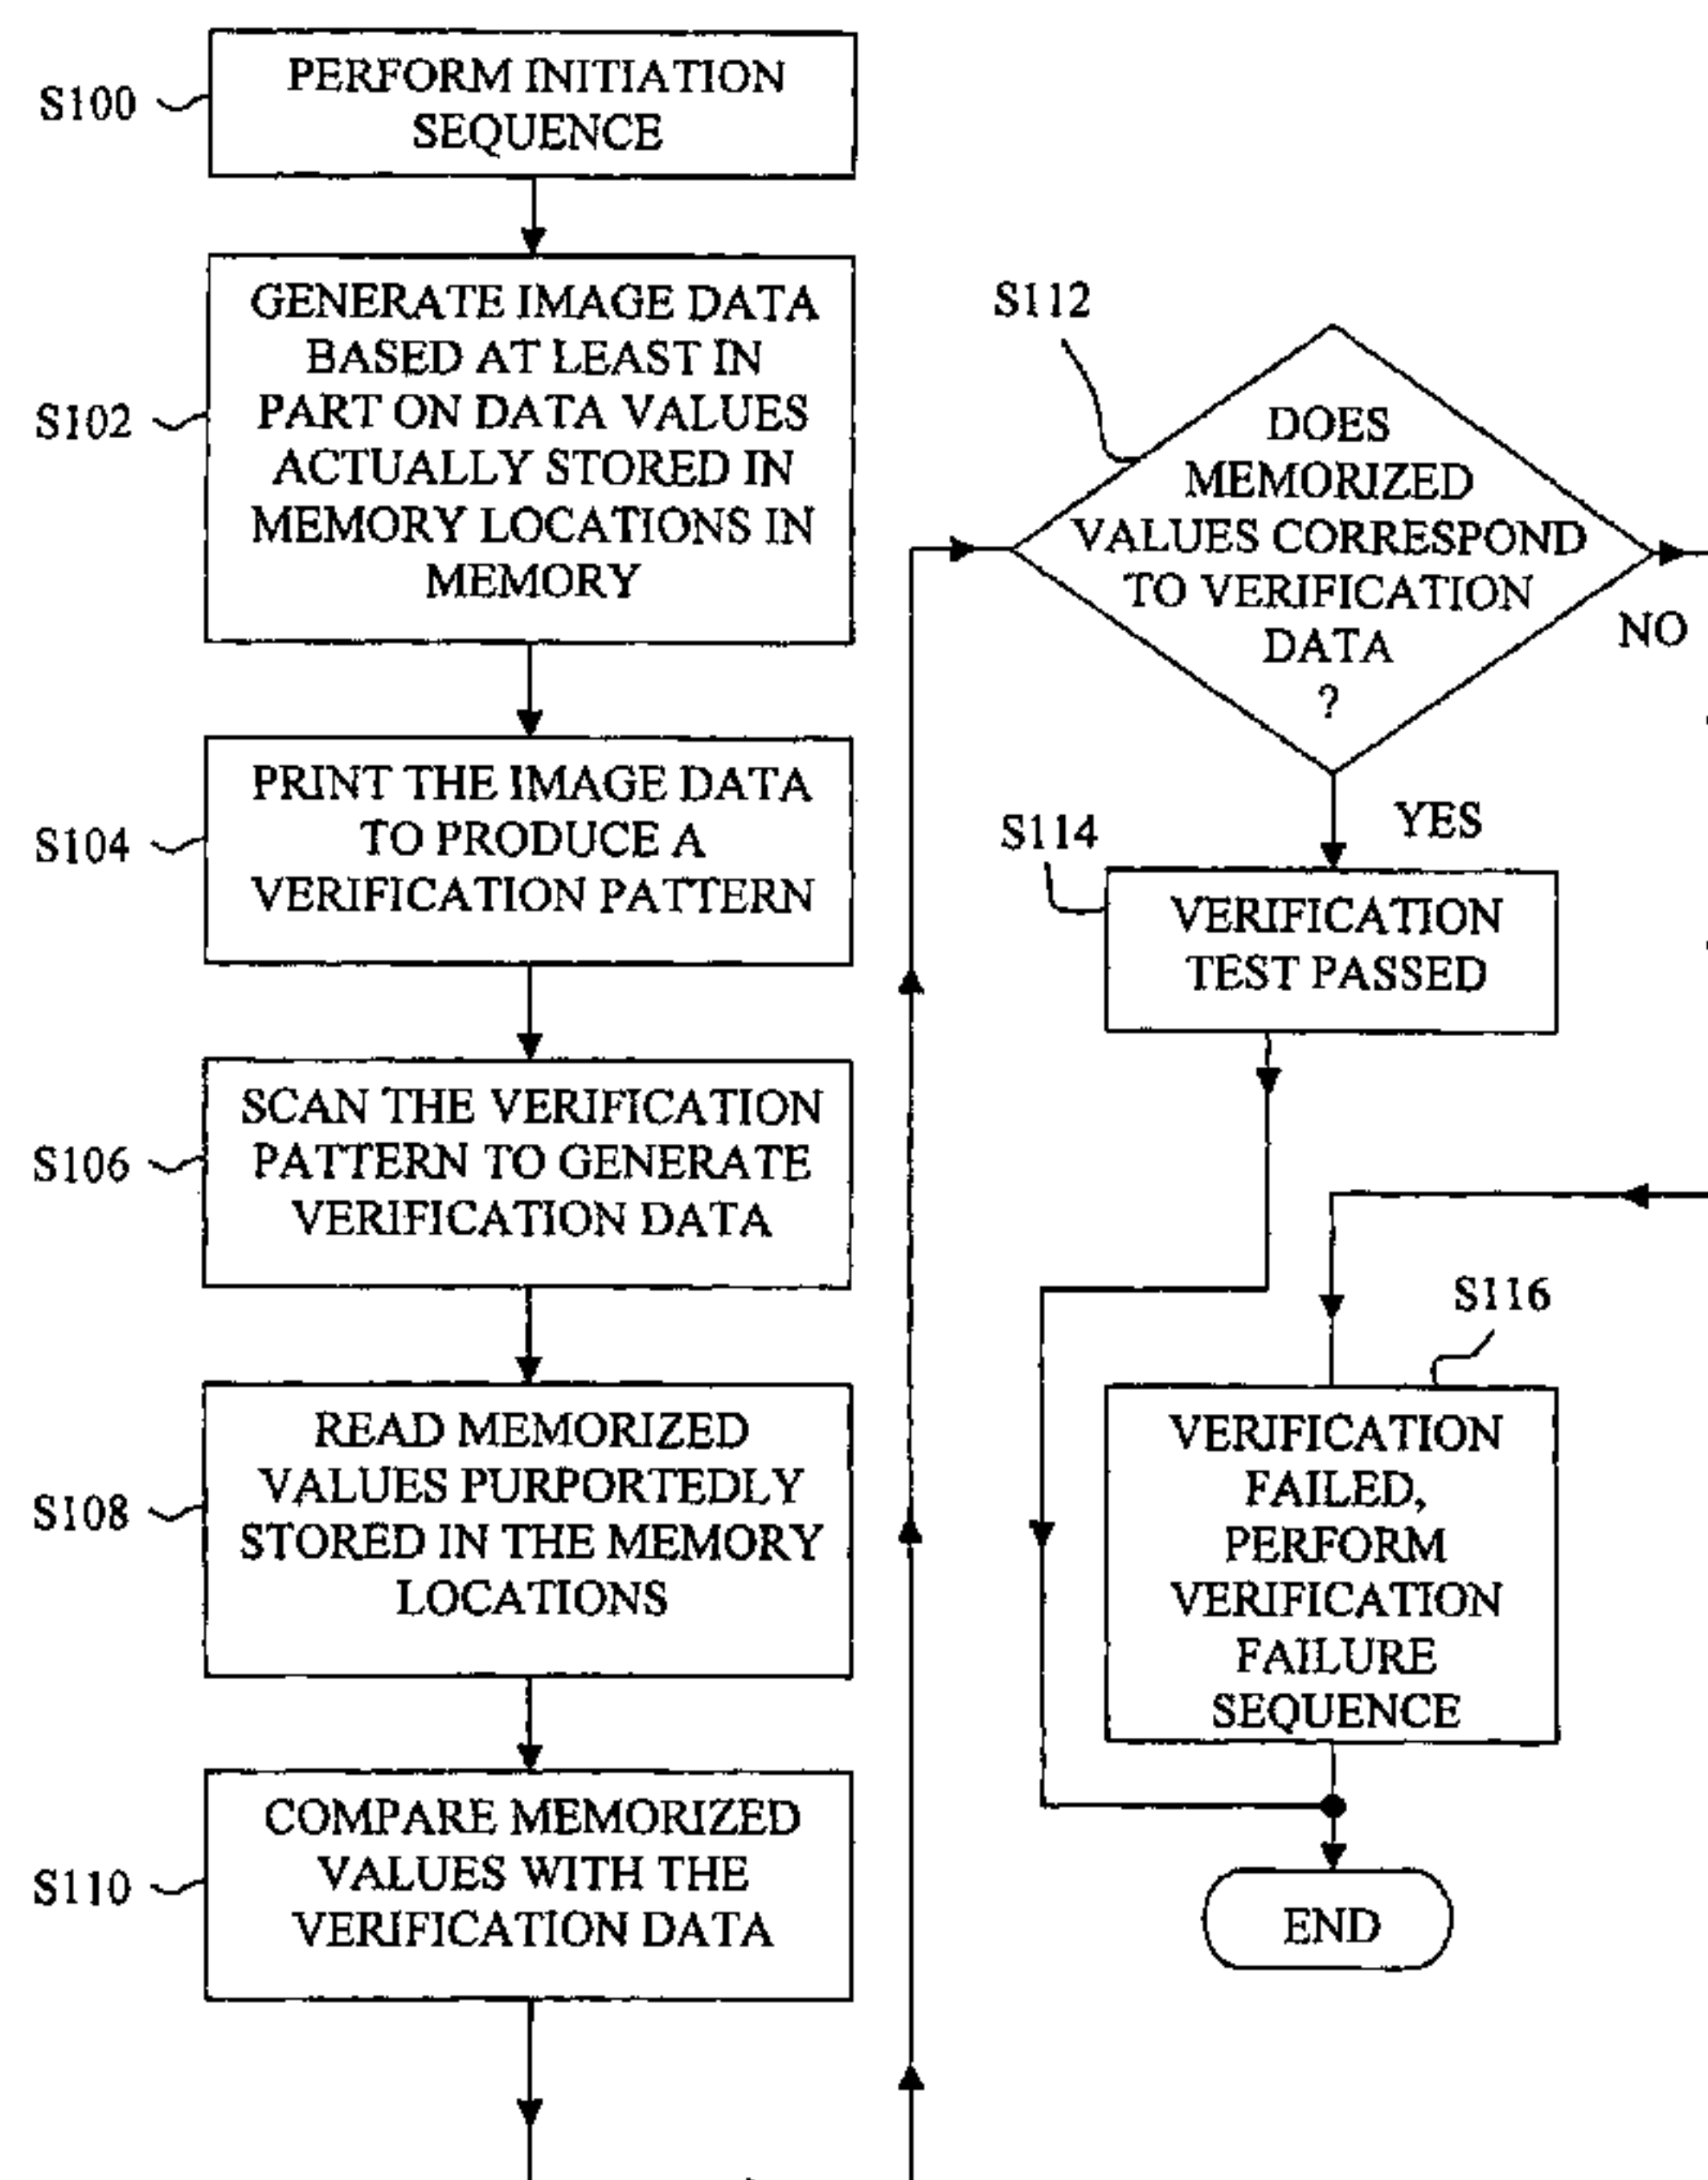 S100
PERFORM INITIATION
SEQUENCE
S102
GENERATE IMAGE DATA
BASED AT LEAST IN
PART ON DATA VALUES
ACTUALLY STORED IN
MEMORY LOCATIONS IN
MEMORY
S104
PRINT THE IMAGE DATA
TO PRODUCE A
VERIFICATION PATTERN
S106
SCAN THE VERIFICATION
PATTERN TO GENERATE
VERIFICATION DATA
S108
READ MEMORIZED
VALUES PURPORTEDLY
STORED IN THE MEMORY
LOCATIONS
S110
COMPARE MEMORIZED
VALUES WITH THE
VERIFICATION DATA
S112
DOES
MEMORIZED
VALUES CORRESPOND
TO VERIFICATION
DATA
?
NO
YES
S114
VERIFICATION
TEST PASSED
S116
VERIFICATION
FAILED,
PERFORM
VERIFICATION
FAILURE
SEQUENCE
END